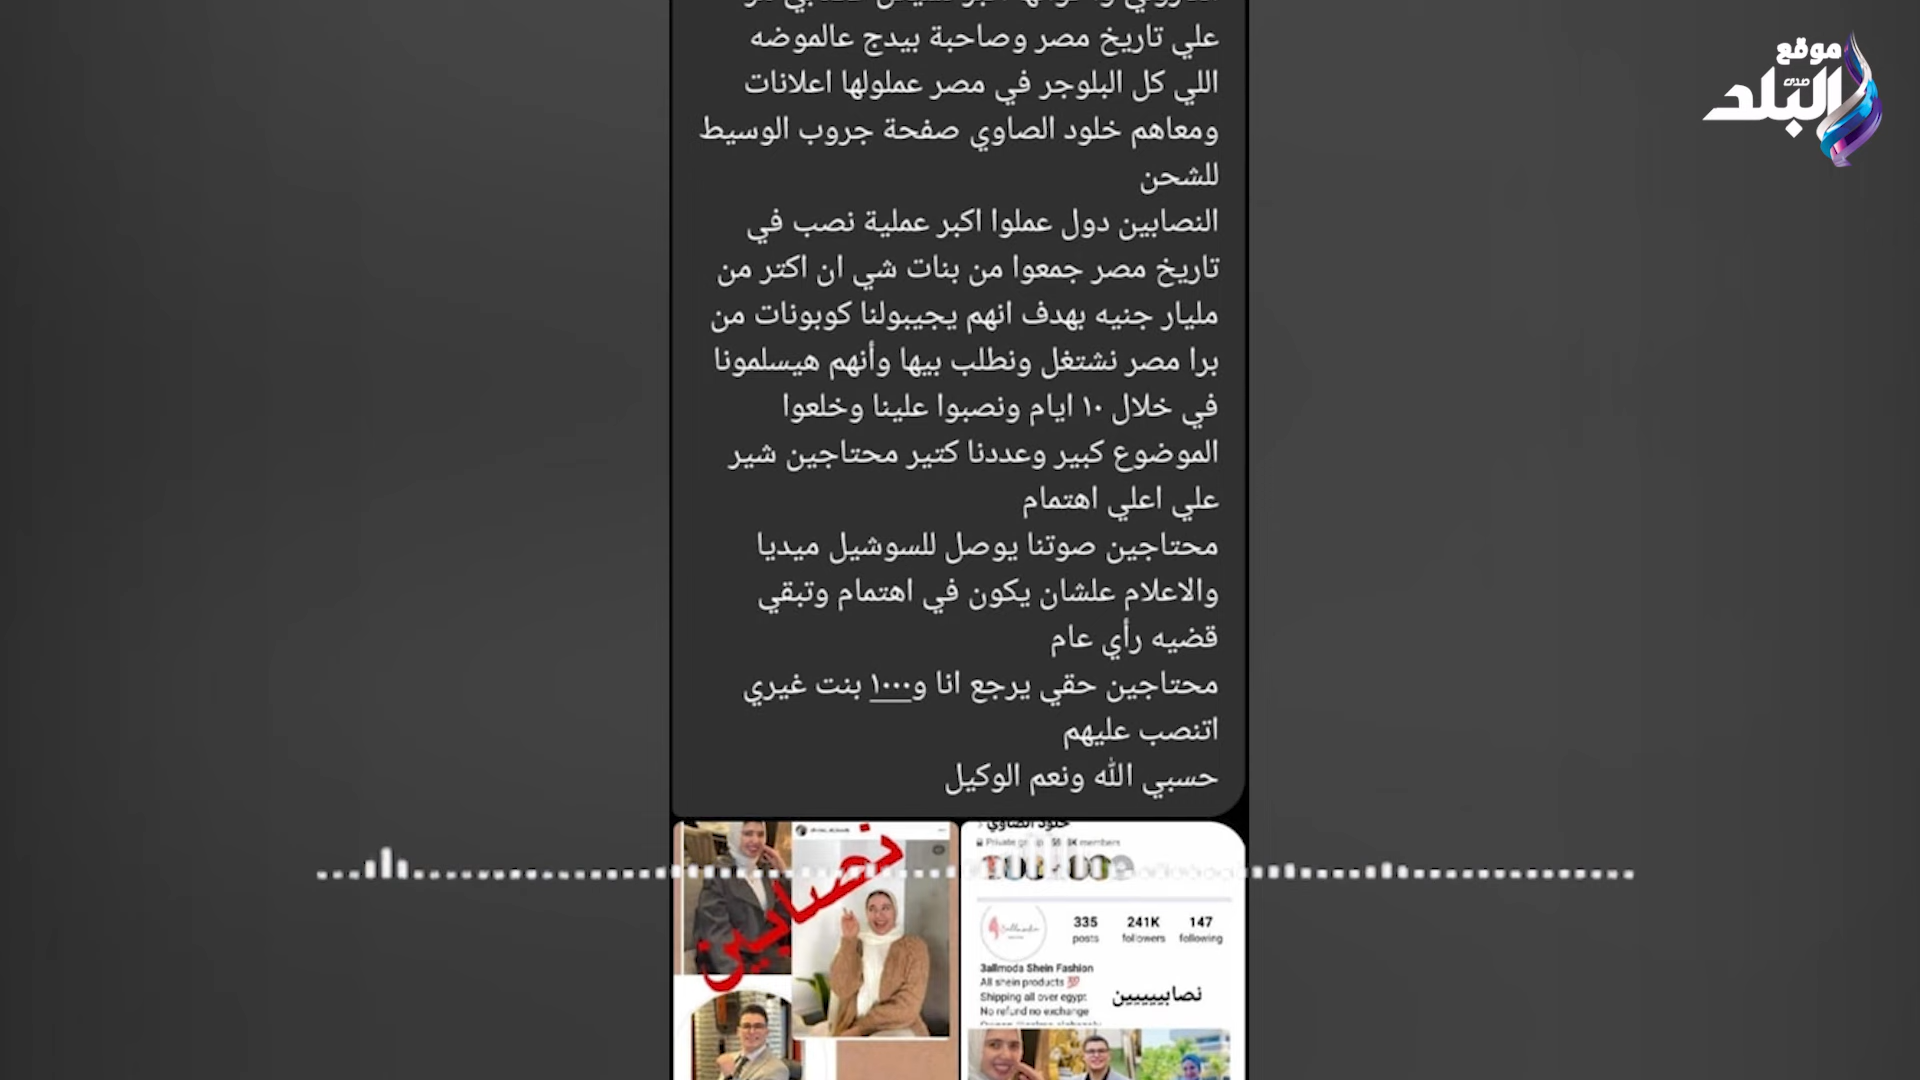 علي تاريخ مصر وصاحبة بيدج عالموضه
اللي كل البلوجر في مصر عملولها اعلانات
ومعاهم خلود الصاوي صفحة جروب الوسيط
للشحن
النصابين دول عملوا اكبر عملية نصب في
تاريخ مصر جمعوا من بنات شي ان اكتر من
مليار جنيه بهدف انهم يجيبولنا كوبونات من
برا مصر نشتغل ونطلب بيها وأنهم هيسلمونا
في خلال ١٠ ايام ونصبوا علينا وخلعوا
الموضوع كبير وعددنا كتير محتاجين شير
علي اعلي اهتمام
محتاجين صوتنا يوصل للسوشيل ميديا
والاعلام علشان يكون في اهتمام وتبقي
قضيه رأي عام
محتاجين حقي يرجع انا و١٠٠٠ بنت غيري
اتنصب عليهم
حسبي الله ونعم الوكيل
موقع
صدى
البلد
نصابين
خلود الصاوي
335 241K 147
posts followers following
3allmoda Shein Fashion
All shein products 💯
Shipping all over egypt
No refund no exchange
نصابيييين